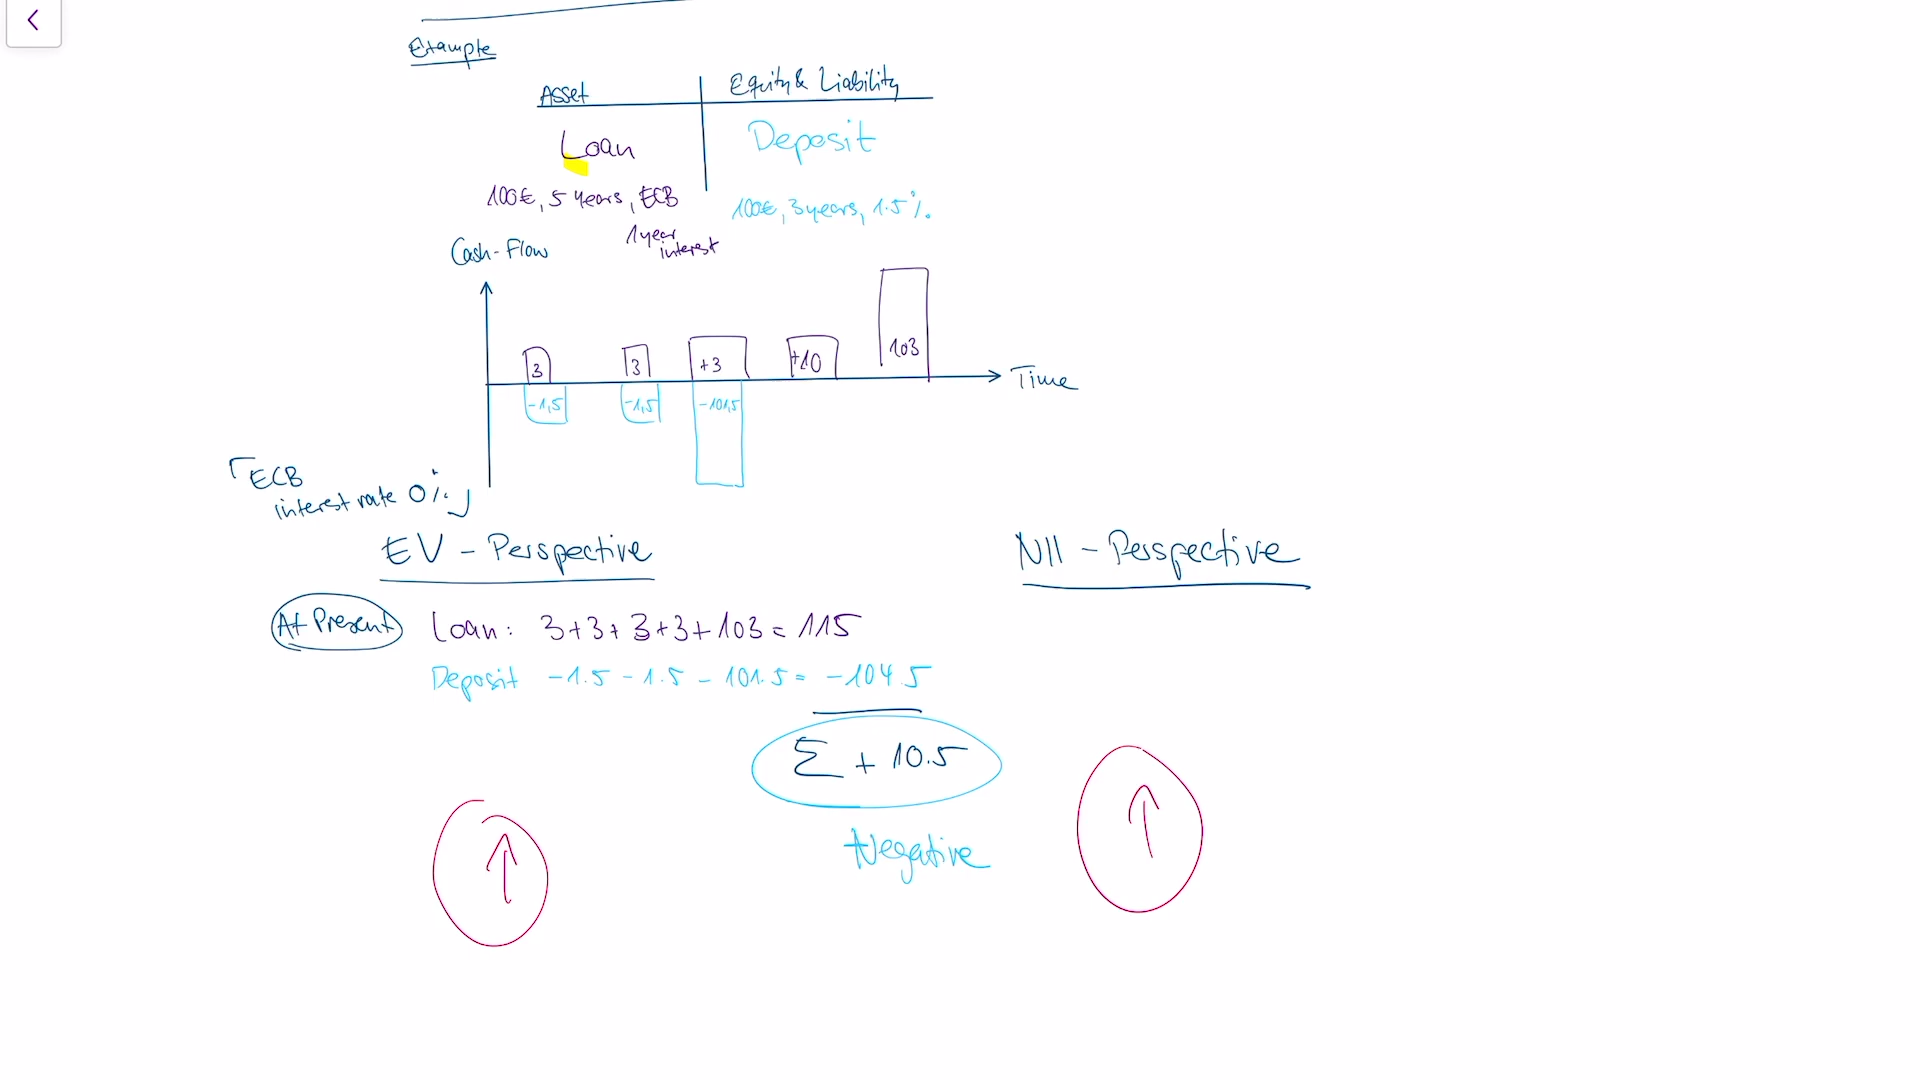 Example
Asset
Equity & Liability
Loan
Deposit
100€, 5 years, ECB
1 year
interest
100€, 3 years, 1.5%
Cash-Flow
3
3
+3
+10
103
Time
-1,5
-1,5
-101,5
ECB
interest rate 0%
EV - Perspective
NII - Perspective
At Present
Loan: 3+3+3+3+103 = 115
Deposit -1.5 - 1.5 - 101.5 = -104.5
Σ + 10.5
Negative